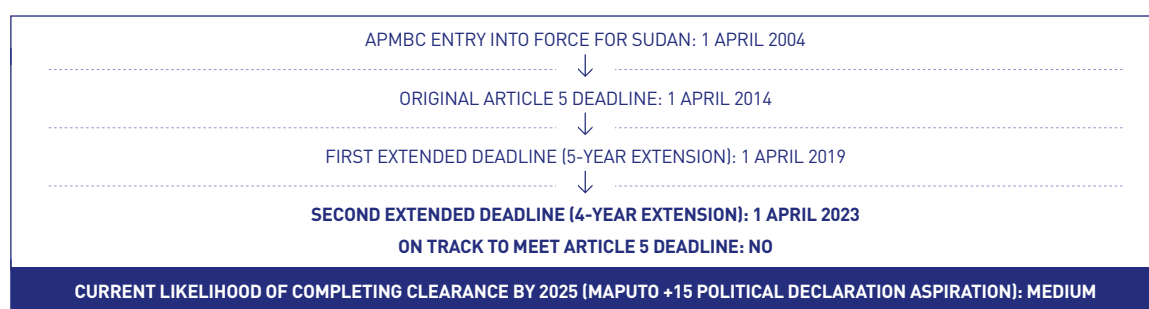 APMBC ENTRY INTO FORCE FOR SUDAN: 1 APRIL 2004
ORIGINAL ARTICLE 5 DEADLINE: 1 APRIL 2014
FIRST EXTENDED DEADLINE (5-YEAR EXTENSION): 1 APRIL 2019
SECOND EXTENDED DEADLINE (4-YEAR EXTENSION): 1 APRIL 2023
ON TRACK TO MEET ARTICLE 5 DEADLINE: NO
CURRENT LIKELIHOOD OF COMPLETING CLEARANCE BY 2025 (MAPUTO +15 POLITICAL DECLARATION ASPIRATION): MEDIUM